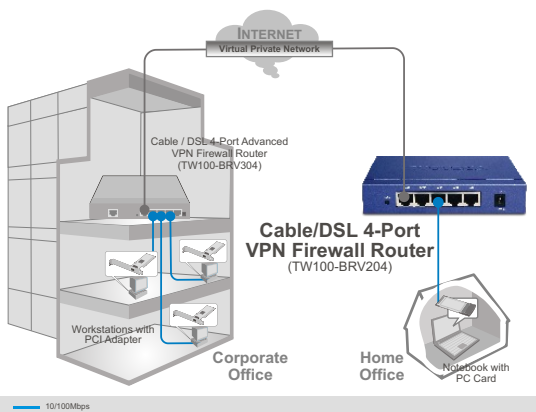 INTERNET
Virtual Private Network
Cable / DSL 4-Port Advanced
VPN Firewall Router
(TW100-BRV304)
Cable/DSL 4-Port
VPN Firewall Router
(TW100-BRV204)
Workstations with
PCI Adapter
Corporate
Office
Home
Office
Notebook with
PC Card
10/100Mbps